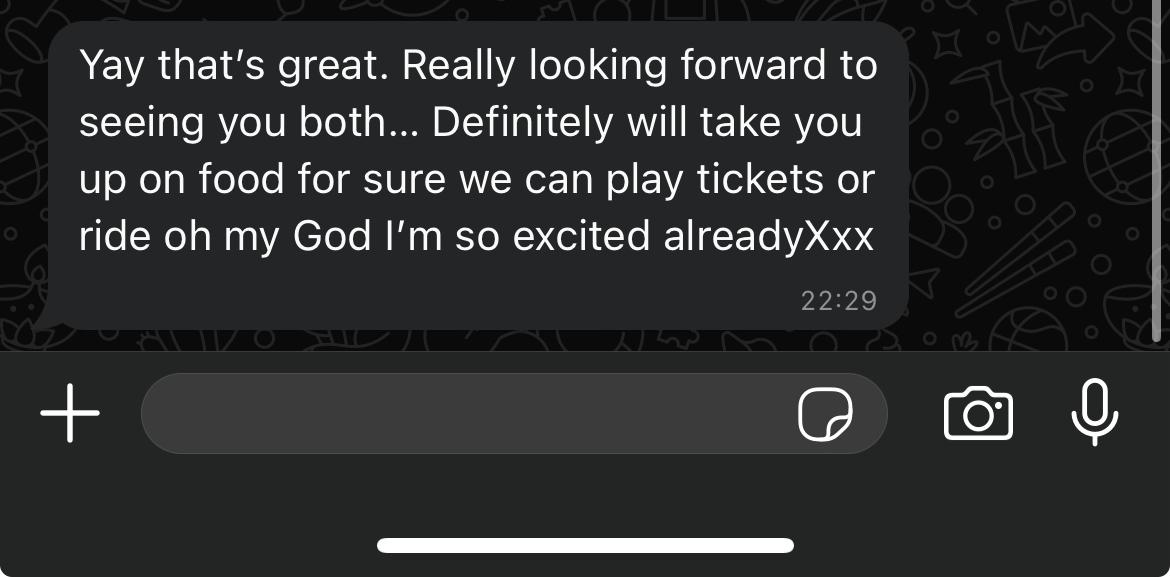 Yay that’s great. Really looking forward to
seeing you both... Definitely will take you
up on food for sure we can play tickets or
ride oh my God I’m so excited alreadyXxx
22:29